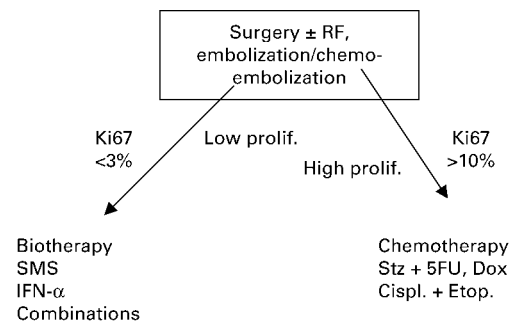 Surgery ± RF,
embolization/chemo-
embolization
Ki67
<3%
Low prolif.
High prolif.
Ki67
>10%
Biotherapy
SMS
IFN-α
Combinations
Chemotherapy
Stz + 5FU, Dox
Cispl. + Etop.